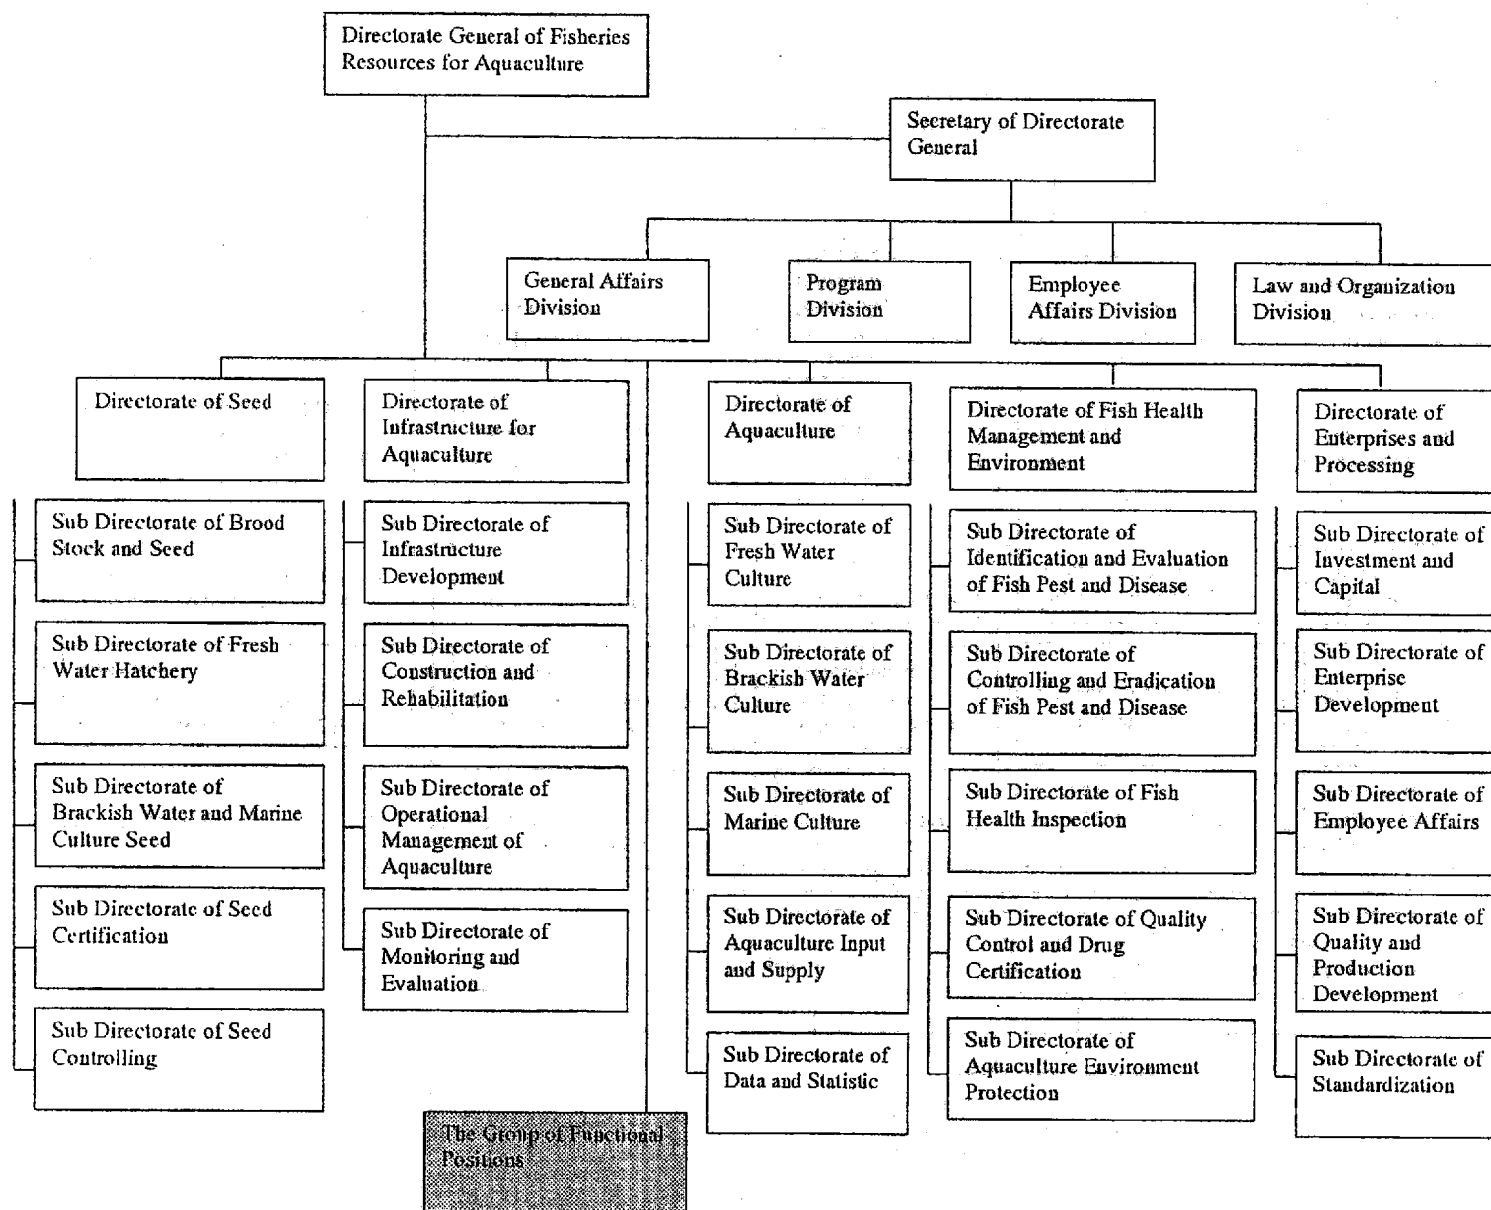 Directorate General of Fisheries
Resources for Aquaculture
Secretary of Directorate
General
General Affairs
Division
Program
Division
Employee
Affairs Division
Law and Organization
Division
Directorate of Seed
Directorate of
Infrastructure for
Aquaculture
Directorate of
Aquaculture
Directorate of Fish Health
Management and
Environment
Directorate of
Enterprises and
Processing
Sub Directorate of Brood
Stock and Seed
Sub Directorate of Fresh
Water Hatchery
Sub Directorate of
Brackish Water and Marine
Culture Seed
Sub Directorate of Seed
Certification
Sub Directorate of Seed
Controlling
Sub Directorate of
Infrastructure
Development
Sub Directorate of
Construction and
Rehabilitation
Sub Directorate of
Operational
Management of
Aquaculture
Sub Directorate of
Monitoring and
Evaluation
Sub Directorate of
Fresh Water
Culture
Sub Directorate of
Brackish Water
Culture
Sub Directorate of
Marine Culture
Sub Directorate of
Aquaculture Input
and Supply
Sub Directorate of
Data and Statistic
Sub Directorate of
Identification and Evaluation
of Fish Pest and Disease
Sub Directorate of
Controlling and Eradication
of Fish Pest and Disease
Sub Directorate of Fish
Health Inspection
Sub Directorate of Quality
Control and Drug
Certification
Sub Directorate of
Aquaculture Environment
Protection
Sub Directorate of
Investment and
Capital
Sub Directorate of
Enterprise
Development
Sub Directorate of
Employee Affairs
Sub Directorate of
Quality and
Production
Development
Sub Directorate of
Standardization
The Group of Functional
Positions